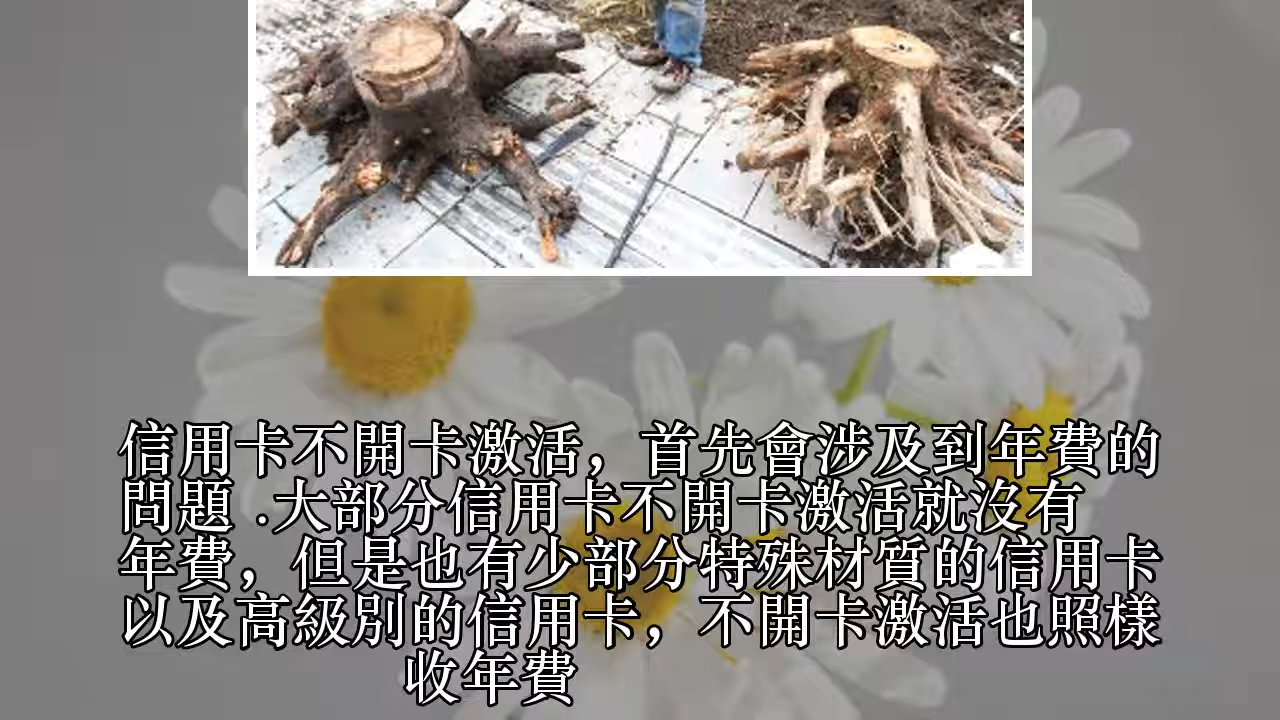 信用卡不開卡激活，首先會涉及到年費的
問題 .大部分信用卡不開卡激活就沒有
年費，但是也有少部分特殊材質的信用卡
以及高級別的信用卡，不開卡激活也照樣
收年費